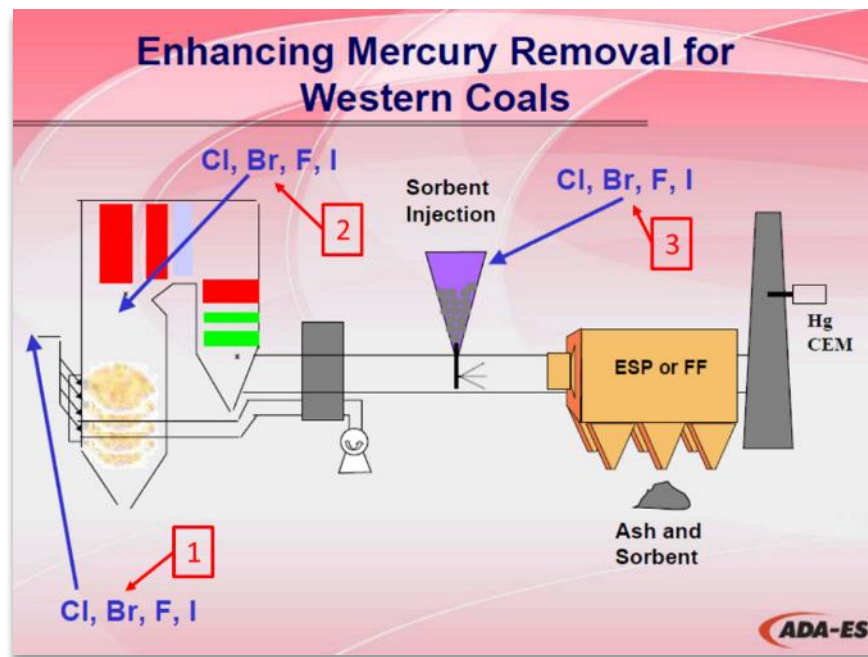 Enhancing Mercury Removal for
Western Coals
Cl, Br, F, I
2
Sorbent
Injection
Cl, Br, F, I
3
Hg
CEM
ESP or FF
Ash and
Sorbent
1
Cl, Br, F, I
ADA-ES